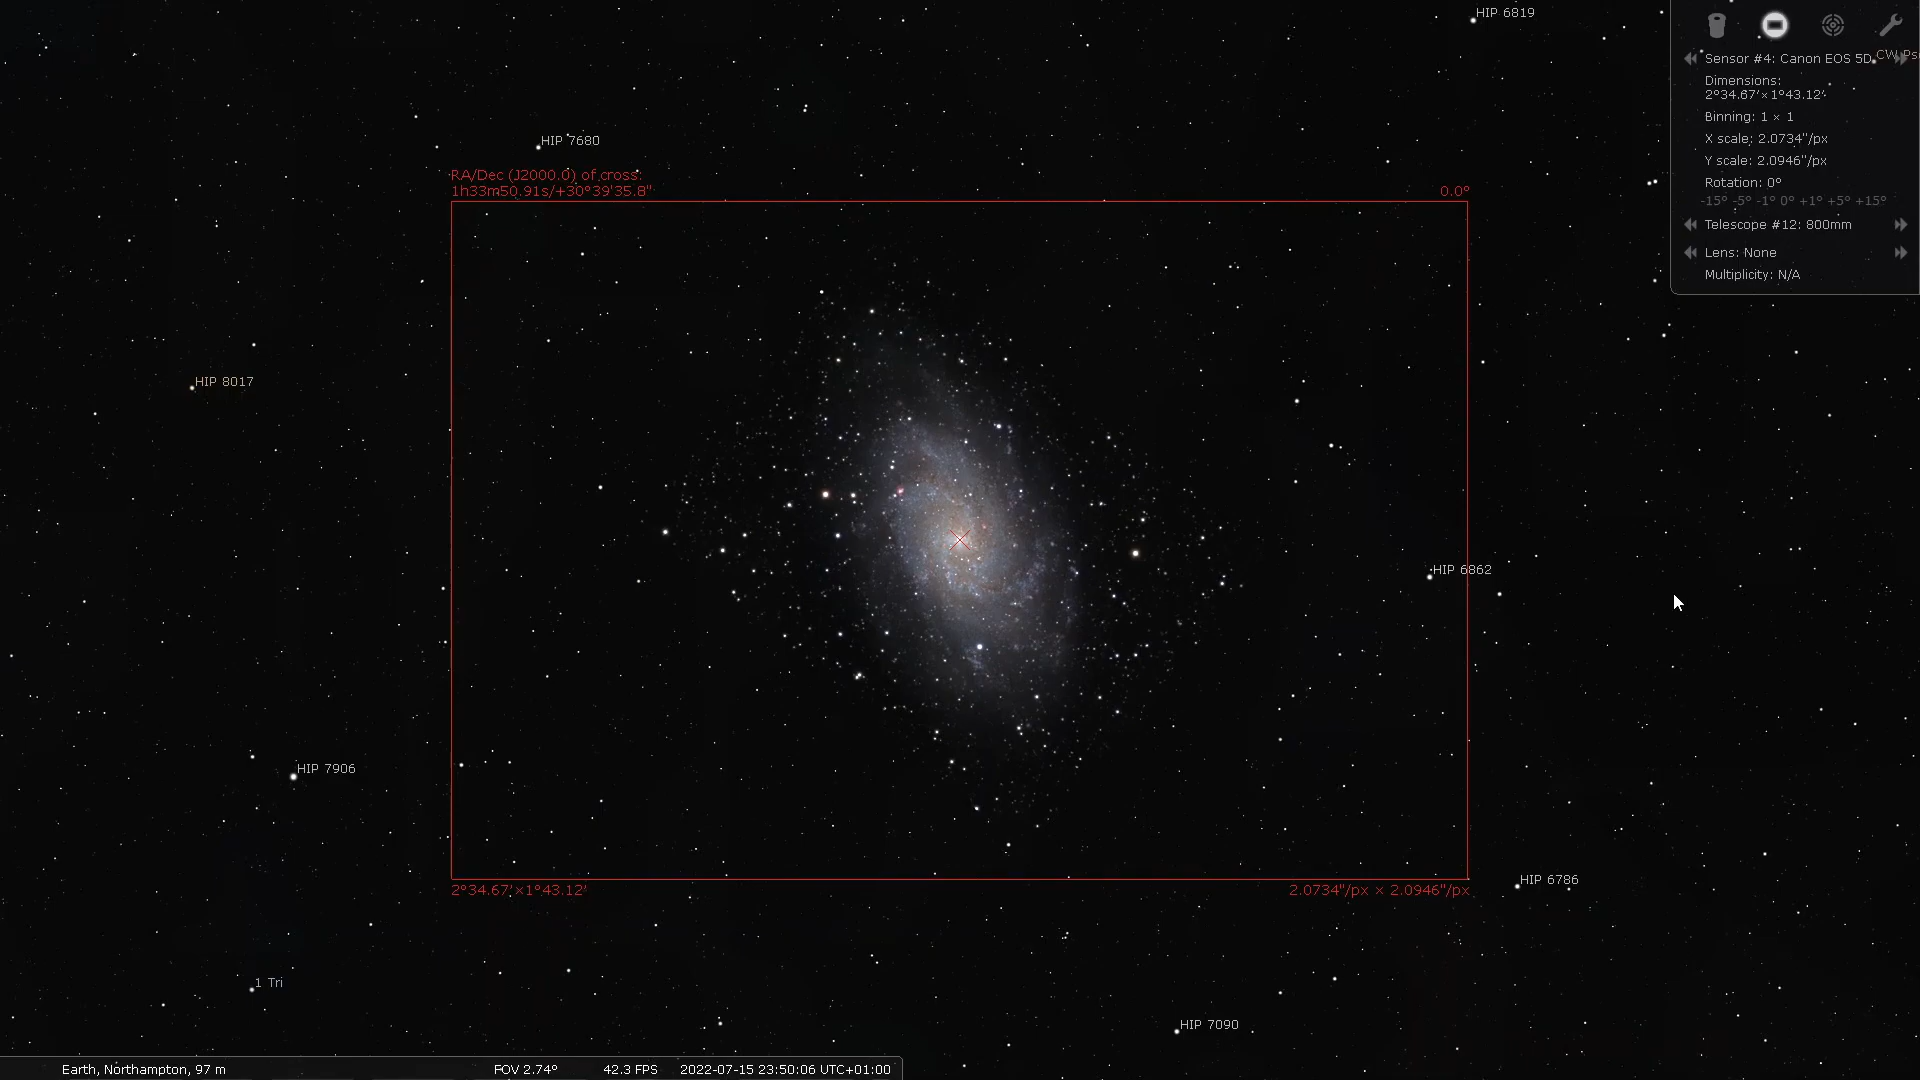 HIP 6819
CW Ps
Sensor #4: Canon EOS 5D
Dimensions:
2°34.67'×1°43.12'
Binning: 1 × 1
X scale: 2.0734"/px
Y scale: 2.0946"/px
Rotation: 0°
-15° -5° -1° 0° +1° +5° +15°
Telescope #12: 800mm
Lens: None
Multiplicity: N/A
HIP 7680
RA/Dec (J2000.0) of cross:
1h33m50.91s/+30°39'35.8"
0.0°
HIP 8017
HIP 6862
HIP 7906
HIP 6786
2°34.67'×1°43.12'
2.0734"/px × 2.0946"/px
1 Tri
HIP 7090
Earth, Northampton, 97 m
FOV 2.74°
42.3 FPS
2022-07-15 23:50:06 UTC+01:00